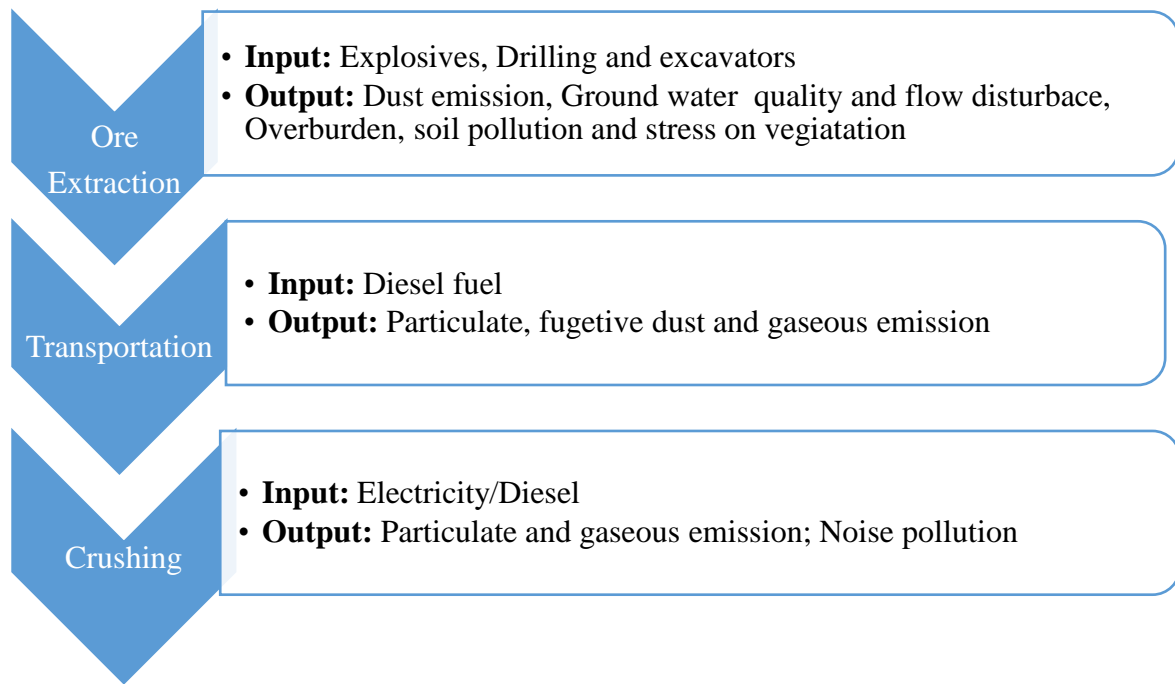 Ore
Extraction
• Input: Explosives, Drilling and excavators
• Output: Dust emission, Ground water quality and flow disturbace,
Overburden, soil pollution and stress on vegiatation
Transportation
• Input: Diesel fuel
• Output: Particulate, fugetive dust and gaseous emission
Crushing
• Input: Electricity/Diesel
• Output: Particulate and gaseous emission; Noise pollution